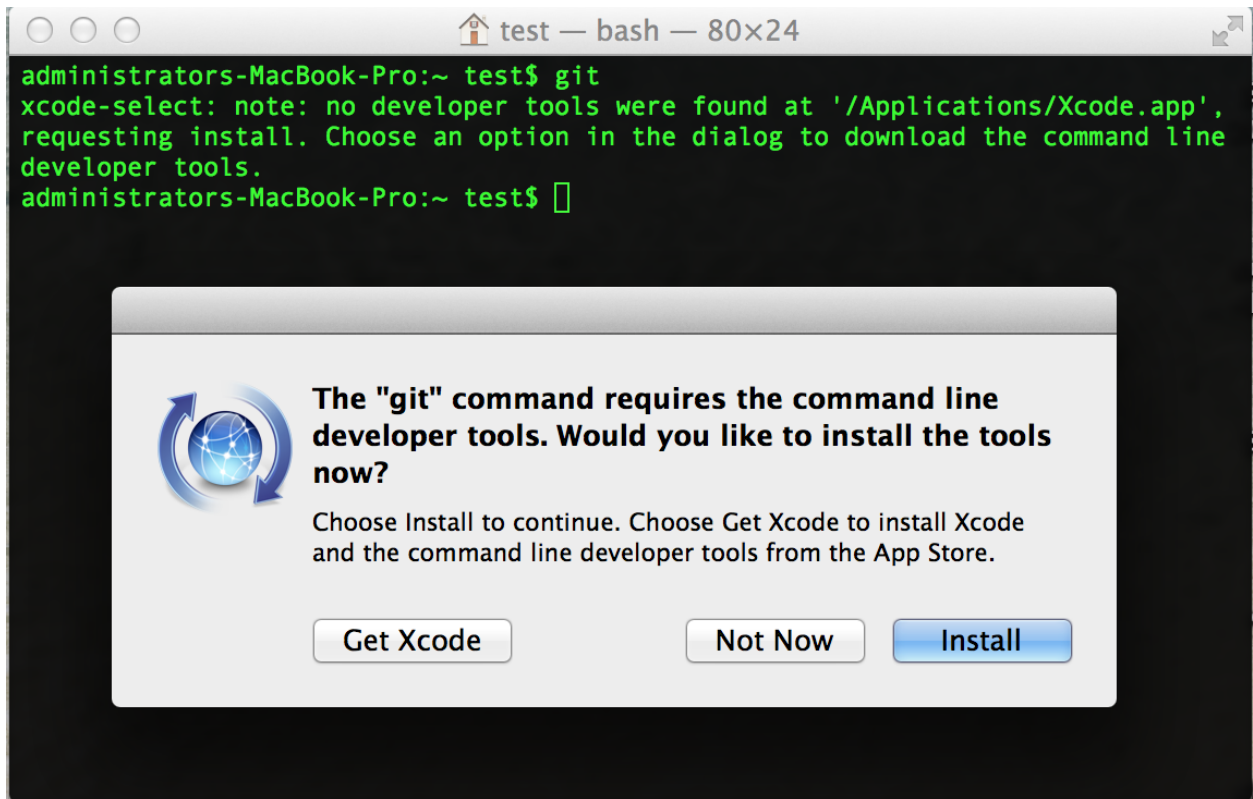 test — bash — 80×24
administrators-MacBook-Pro:~ test$ git
xcode-select: note: no developer tools were found at '/Applications/Xcode.app',
requesting install. Choose an option in the dialog to download the command line
developer tools.
administrators-MacBook-Pro:~ test$
The "git" command requires the command line
developer tools. Would you like to install the tools
now?
Choose Install to continue. Choose Get Xcode to install Xcode
and the command line developer tools from the App Store.
Get Xcode Not Now Install